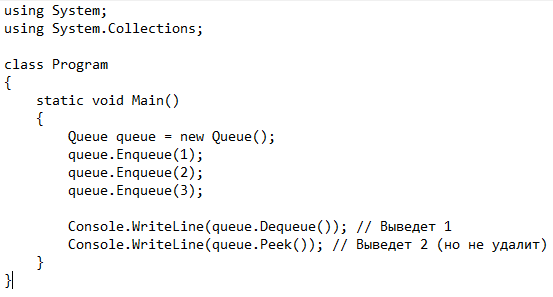 using System;
using System.Collections;

class Program
{
    static void Main()
    {
        Queue queue = new Queue();
        queue.Enqueue(1);
        queue.Enqueue(2);
        queue.Enqueue(3);

        Console.WriteLine(queue.Dequeue()); // Выведет 1
        Console.WriteLine(queue.Peek()); // Выведет 2 (но не удалит)
    }
}